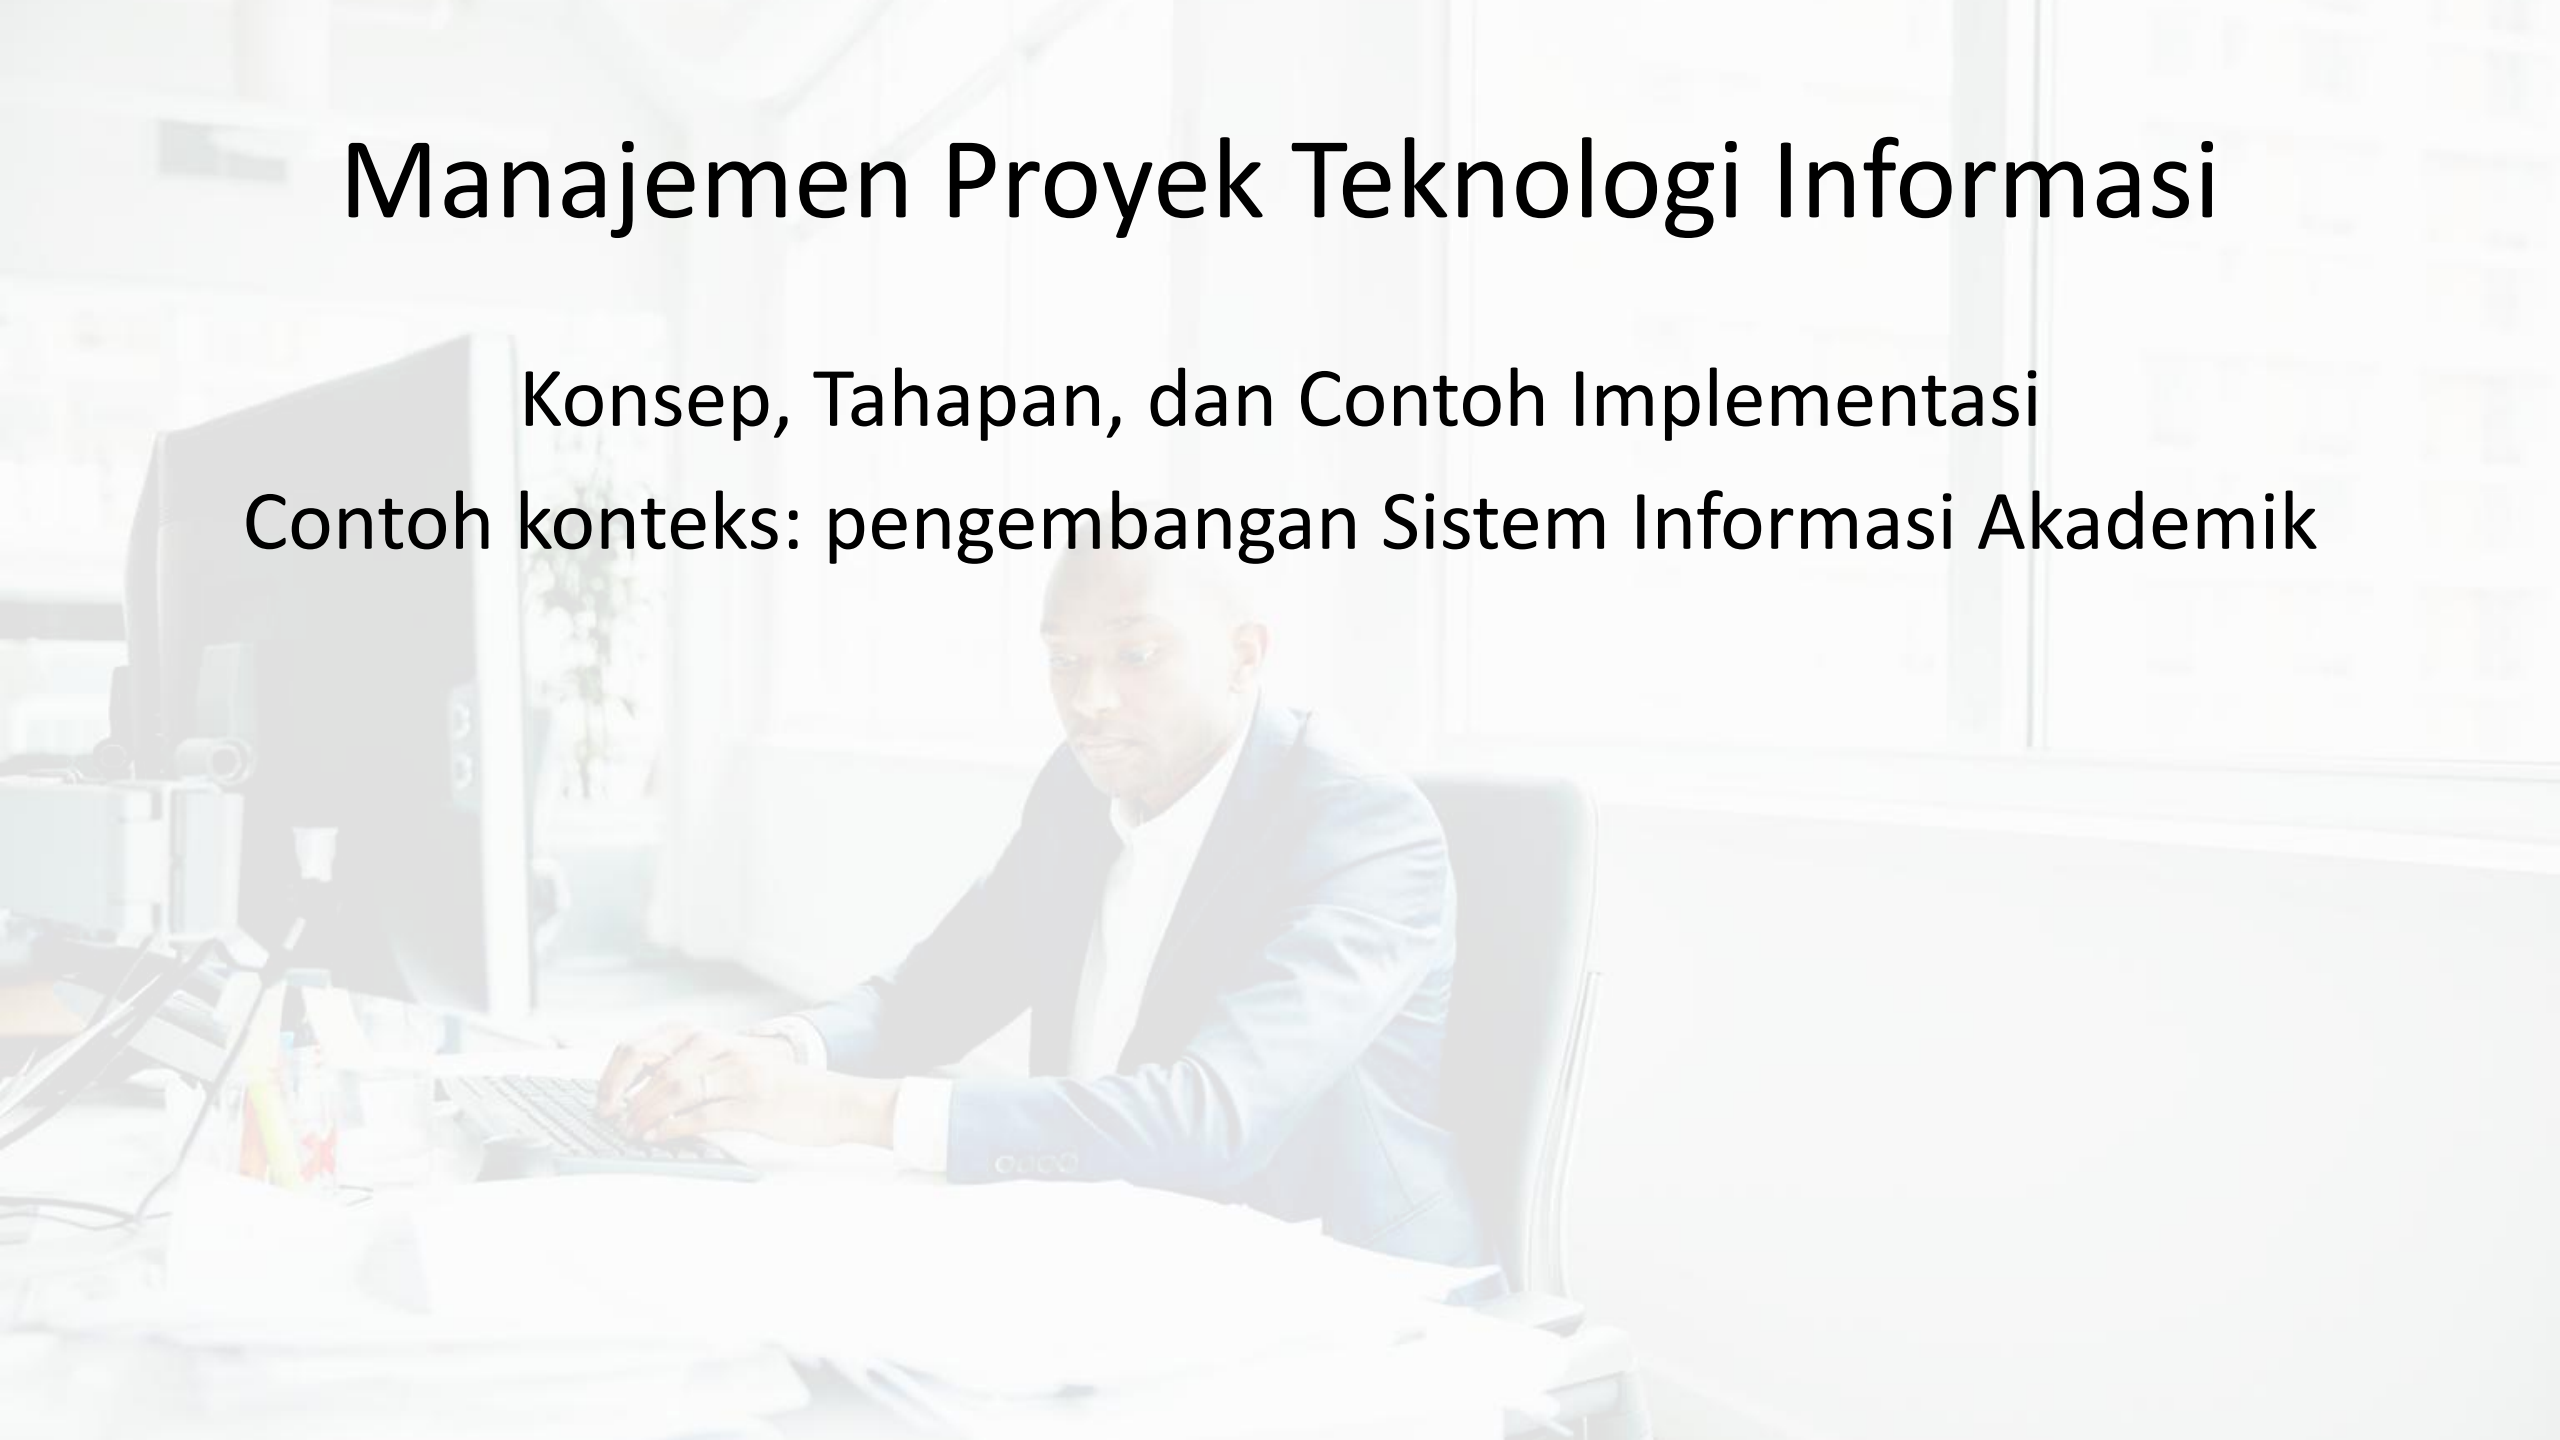 Manajemen Proyek Teknologi Informasi
Konsep, Tahapan, dan Contoh Implementasi
Contoh konteks: pengembangan Sistem Informasi Akademik